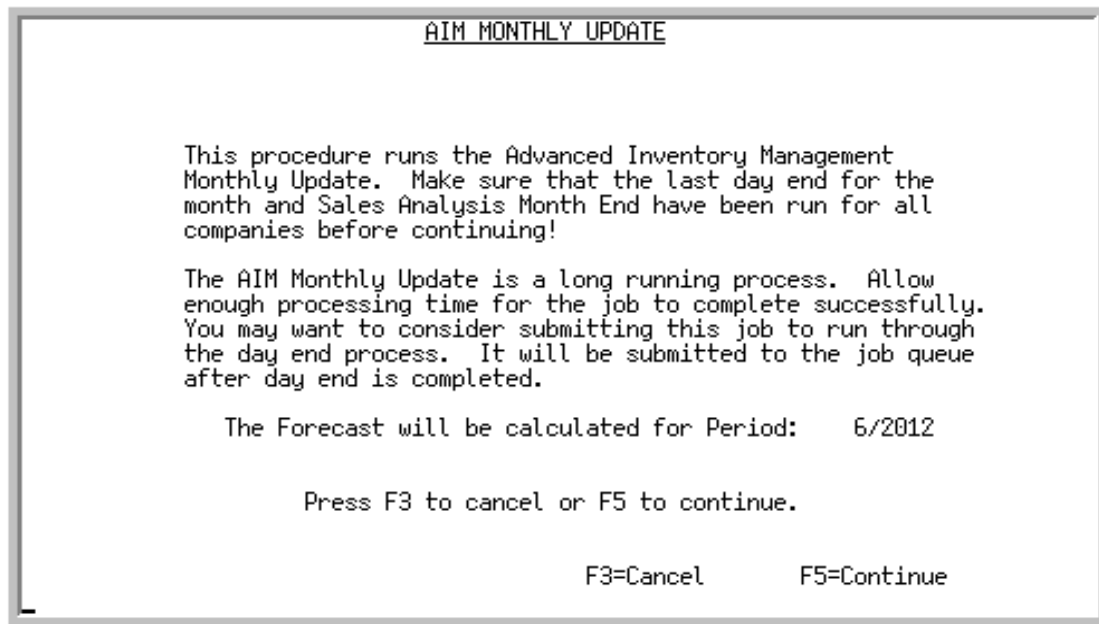 AIM MONTHLY UPDATE
This procedure runs the Advanced Inventory Management
Monthly Update.  Make sure that the last day end for the
month and Sales Analysis Month End have been run for all
companies before continuing!
The AIM Monthly Update is a long running process.  Allow
enough processing time for the job to complete successfully.
You may want to consider submitting this job to run through
the day end process.  It will be submitted to the job queue
after day end is completed.
The Forecast will be calculated for Period:    6/2012
Press F3 to cancel or F5 to continue.
F3=Cancel        F5=Continue